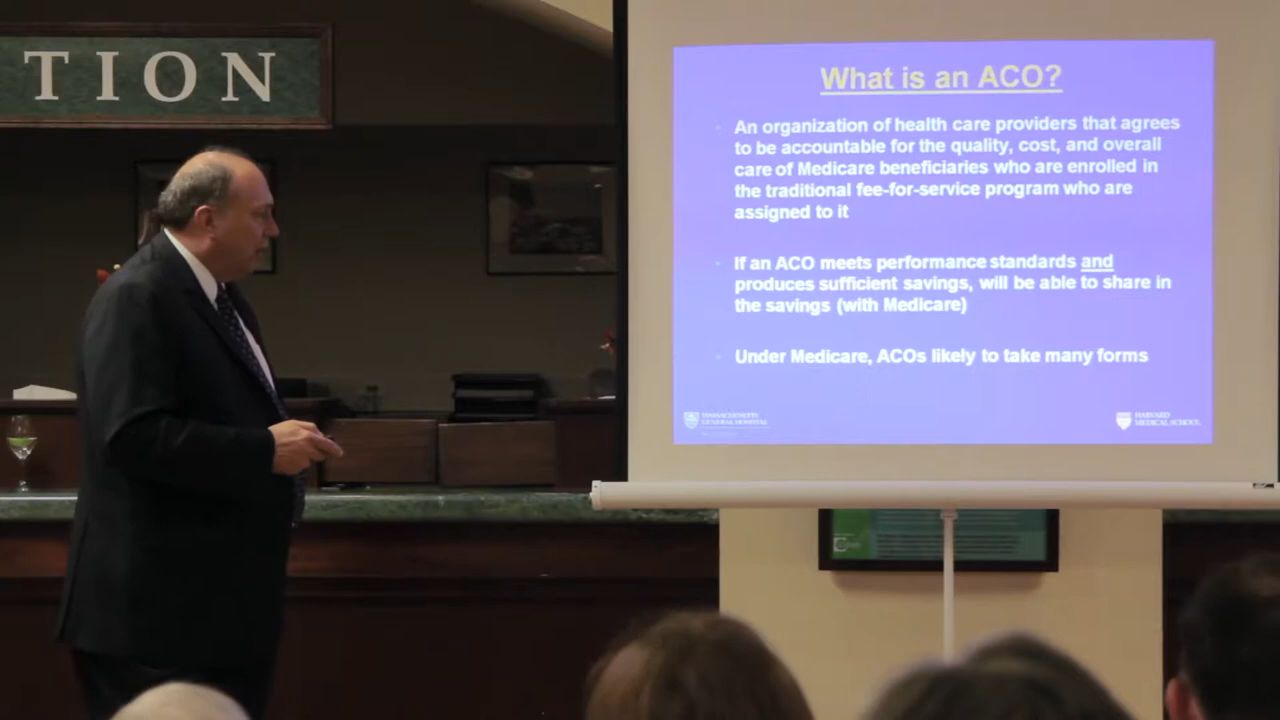 TION
What is an ACO?
An organization of health care providers that agrees
to be accountable for the quality, cost, and overall
care of Medicare beneficiaries who are enrolled in
the traditional fee-for-service program who are
assigned to it
If an ACO meets performance standards and
produces sufficient savings, will be able to share in
the savings (with Medicare)
Under Medicare, ACOs likely to take many forms
MASSACHUSETTS
GENERAL HOSPITAL
HARVARD
MEDICAL SCHOOL